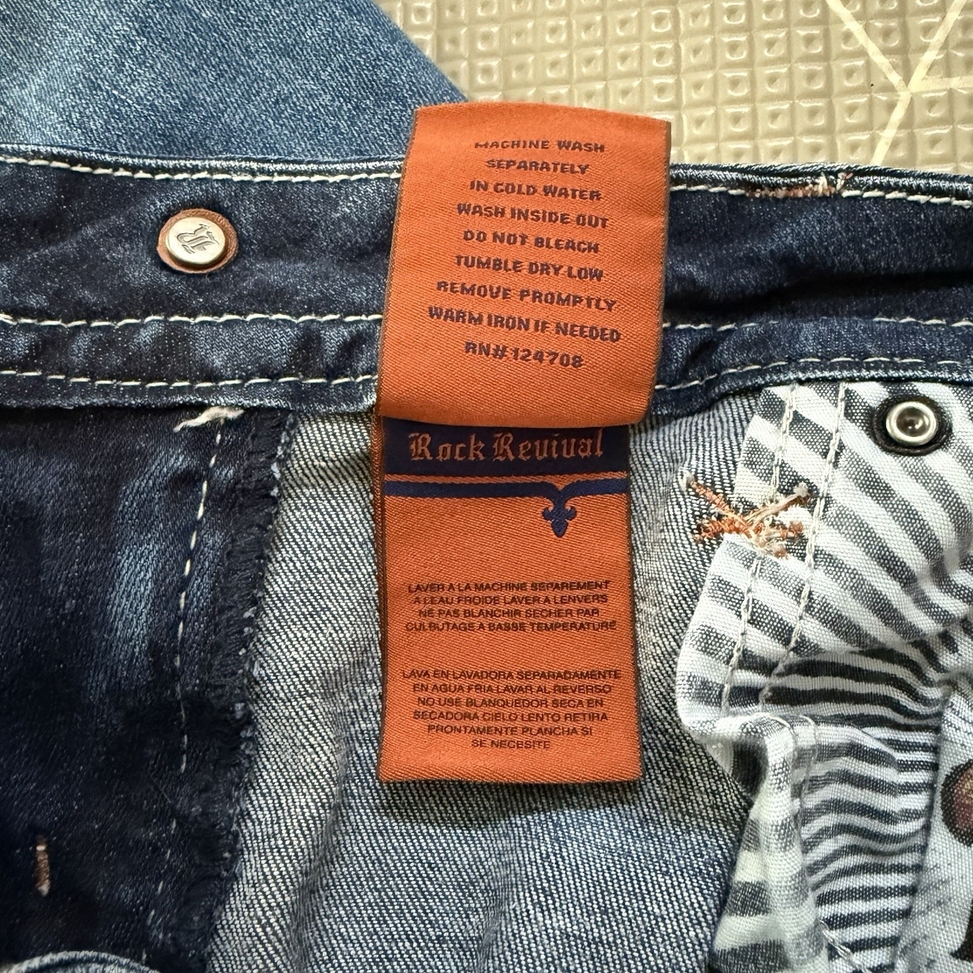 MACHINE WASH
SEPARATELY
IN COLD WATER
WASH INSIDE OUT
DO NOT BLEACH
TUMBLE DRY LOW
REMOVE PROMPTLY
WARM IRON IF NEEDED
RN# 124708
Rock Revival
LAVER A LA MACHINE SEPAREMENT
A L'EAU FROIDE LAVER A L'ENVERS
NE PAS BLANCHIR SECHER PAR
CULBUTAGE A BASSE TEMPERATURE
LAVA EN LAVADORA SEPARADAMENTE
EN AGUA FRIA LAVAR AL REVERSO
NO USE BLANQUEDOR SECA EN
SECADORA CIELO LENTO RETIRA
PRONTAMENTE PLANCHA SI
SE NECESITE